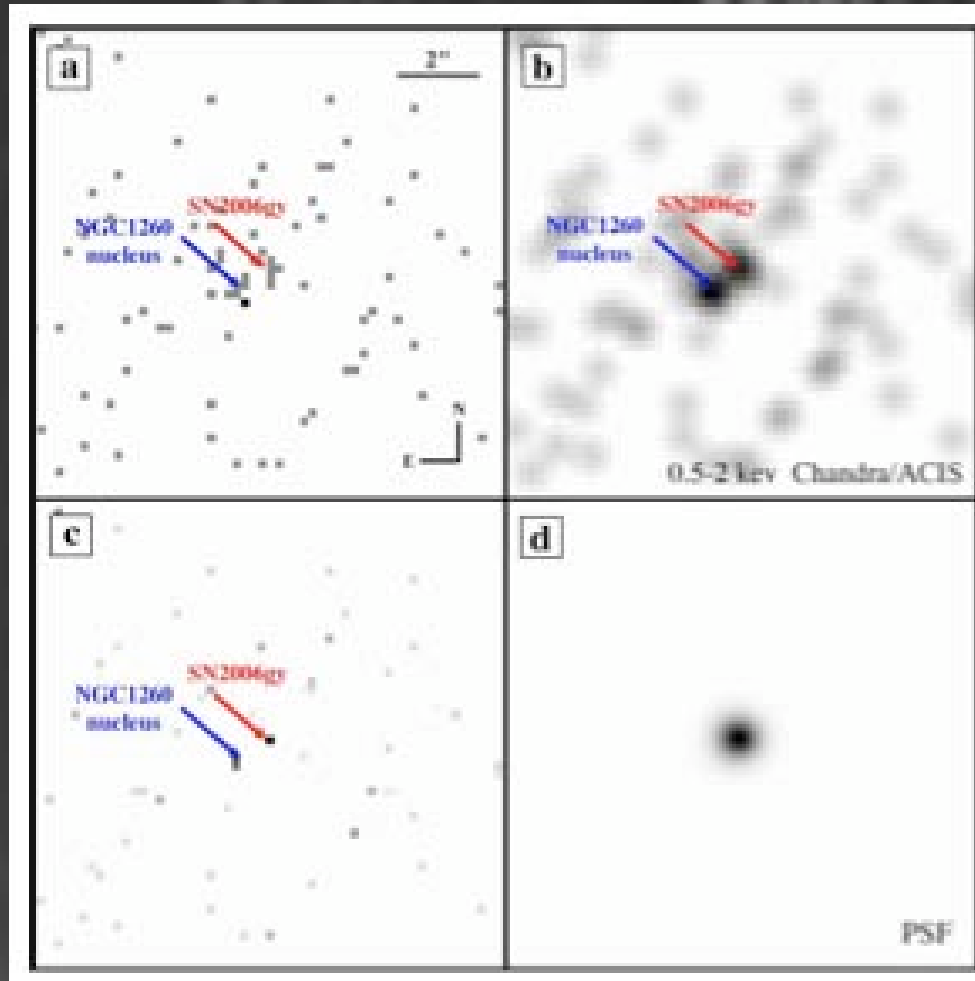 a
2"
SN2006gy
NGC1260
nucleus
N
E
b
SN2006gy
NGC1260
nucleus
0.5-2 kev Chandra/ACIS
c
SN2006gy
NGC1260
nucleus
d
PSF